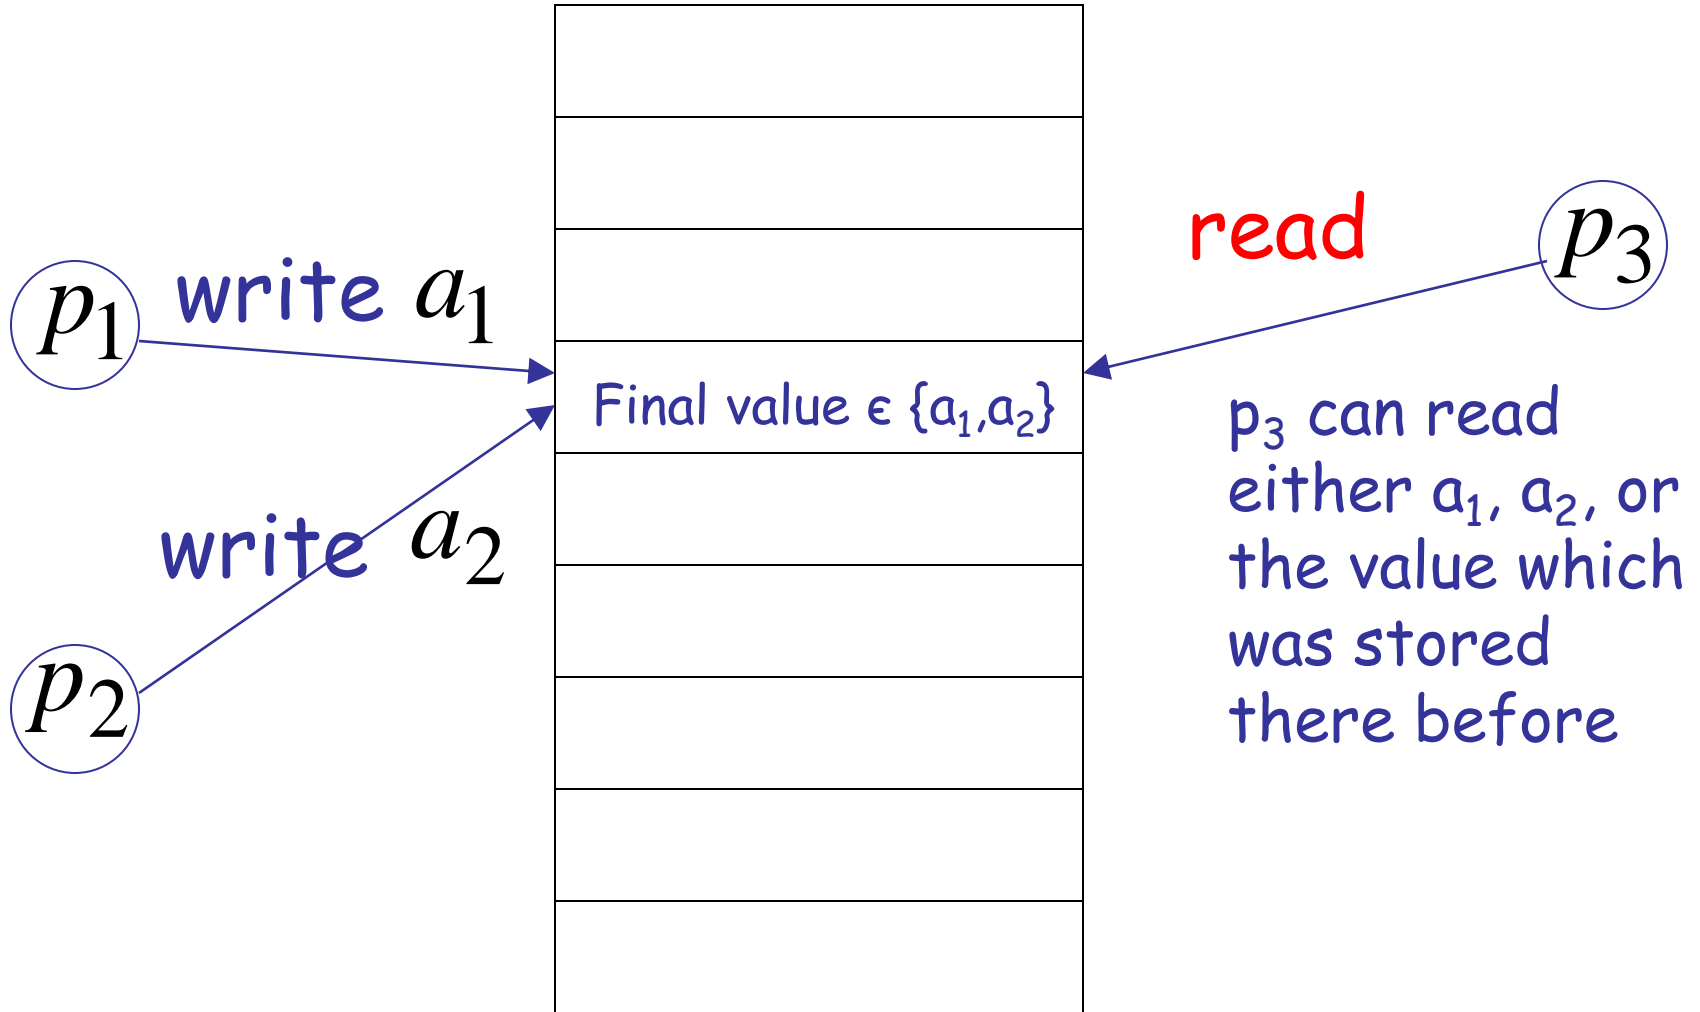 p₁
write a₁
write a₂
p₂
Final value ϵ {a₁,a₂}
read
p₃
p₃ can read
either a₁, a₂, or
the value which
was stored
there before